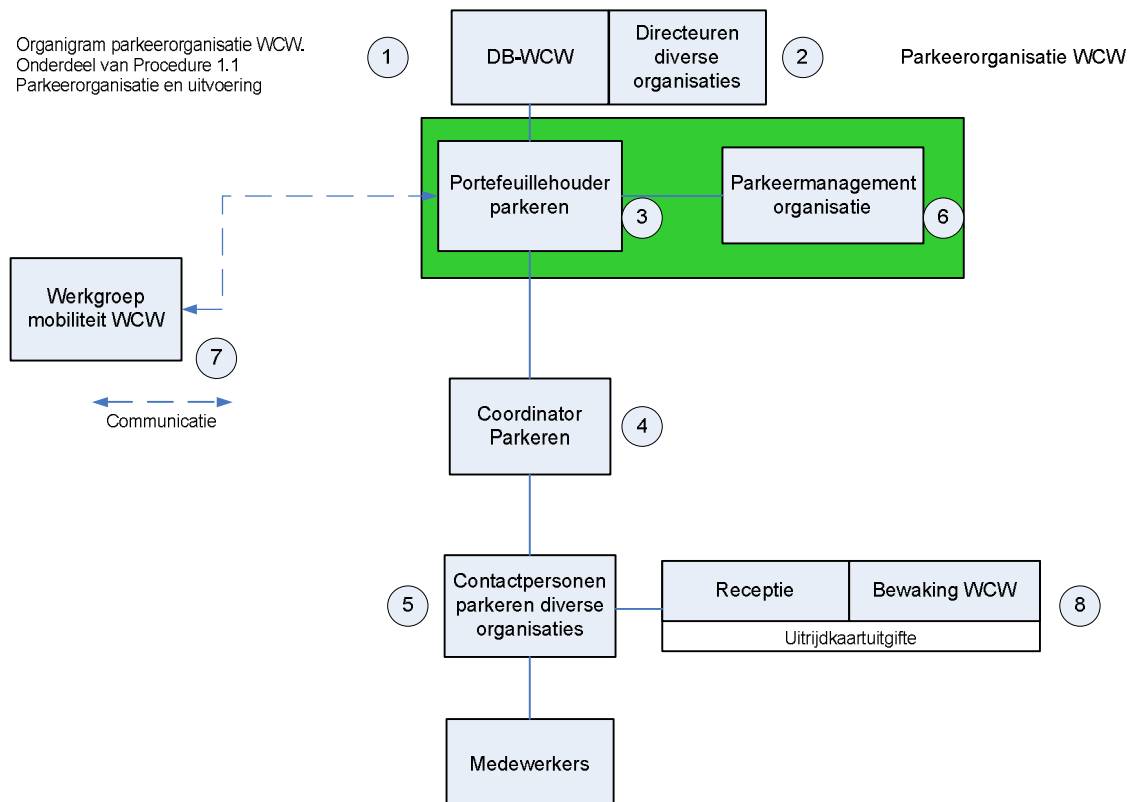 Organigram parkeerorganisatie WCW.
Onderdeel van Procedure 1.1
Parkeerorganisatie en uitvoering
1
DB-WCW
Directeuren
diverse
organisaties
2
Parkeerorganisatie WCW
Portefeuillehouder
parkeren
3
Parkeermanagement
organisatie
6
Werkgroep
mobiliteit WCW
7
Communicatie
Coordinator
Parkeren
4
5
Contactpersonen
parkeren diverse
organisaties
Receptie
Bewaking WCW
8
Uitrijdkaartuitgifte
Medewerkers